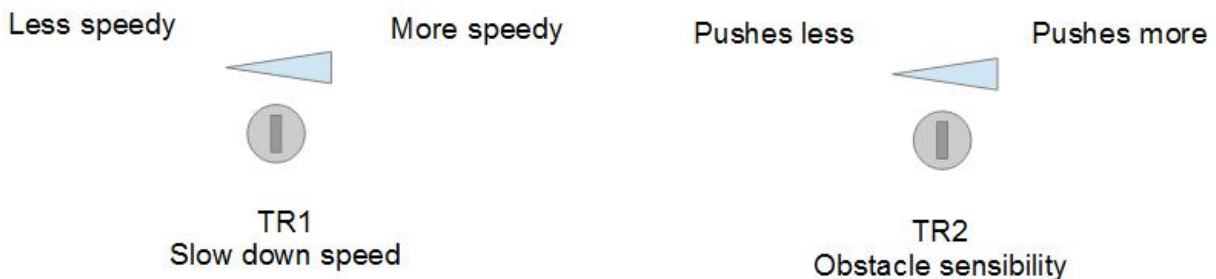 Less speedy
More speedy
TR1
Slow down speed
Pushes less
Pushes more
TR2
Obstacle sensibility